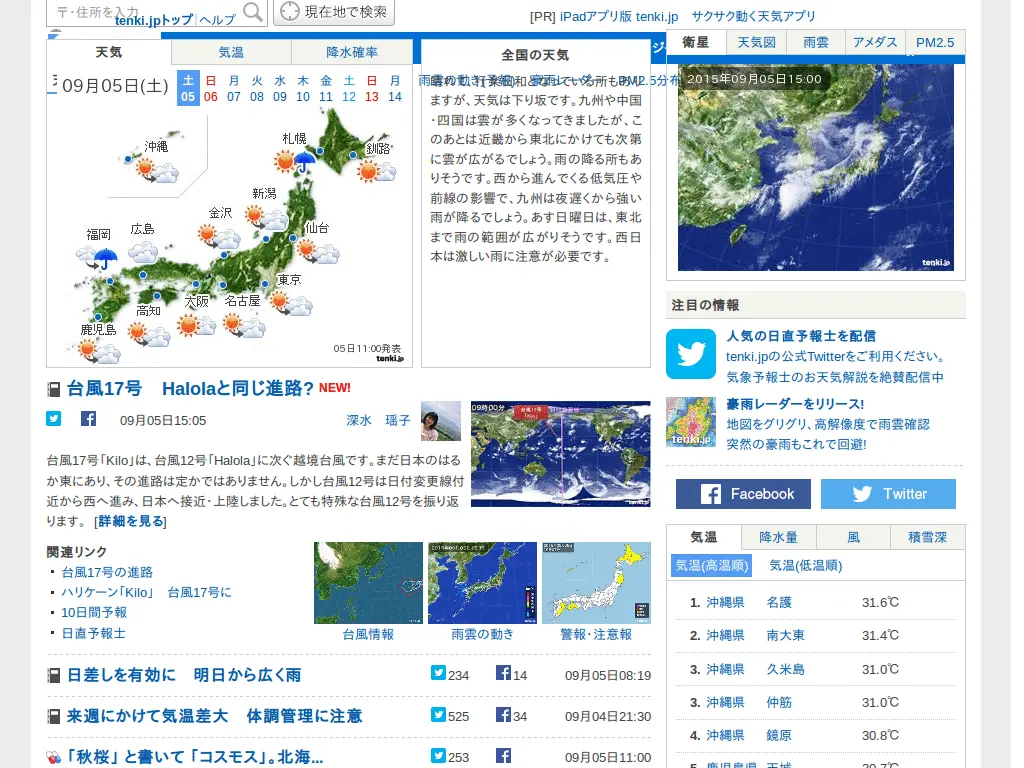 〒・住所を入力
現在地で検索
tenki.jpトップ | ヘルプ
[PR] iPadアプリ版 tenki.jp サクサク動く天気アプリ
天気 気温 降水確率
09月05日(土)
土 日 月 火 水 木 金 土 日 月
05 06 07 08 09 10 11 12 13 14
沖縄
札幌
釧路
新潟
金沢
仙台
福岡
広島
東京
大阪
名古屋
高知
鹿児島
05日11:00発表
tenki.jp
全国の天気
ますが、天気は下り坂です。九州や中国
・四国は雲が多くなってきましたが、こ
のあとは近畿から東北にかけても次第
に雲が広がるでしょう。雨の降る所もあ
りそうです。西から進んでくる低気圧や
前線の影響で、九州は夜遅くから強い
雨が降るでしょう。あす日曜日は、東北
まで雨の範囲が広がりそうです。西日
本は激しい雨に注意が必要です。
衛星 天気図 雨雲 アメダス PM2.5
2015年09月05日15:00
tenki.jp
注目の情報
人気の日直予報士を配信
tenki.jpの公式Twitterをご利用ください。
気象予報士のお天気解説を絶賛配信中
豪雨レーダーをリリース!
地図をグリグリ、高解像度で雨雲確認
突然の豪雨もこれで回避!
tenki.jp
Facebook
Twitter
台風17号 Halolaと同じ進路? NEW!
09月05日15:05
深水 瑶子
09時00分
台風17号「Kilo」は、台風12号「Halola」に次ぐ越境台風です。まだ日本のはる
か東にあり、その進路は定かではありません。しかし台風12号は日付変更線付
近から西へ進み、日本へ接近・上陸しました。とても特殊な台風12号を振り返
ります。 [詳細を見る]
関連リンク
・台風17号の進路
・ハリケーン「Kilo」 台風17号に
・10日間予報
・日直予報士
台風情報
雨雲の動き
警報・注意報
日差しを有効に 明日から広く雨
234
14
09月05日08:19
来週にかけて気温差大 体調管理に注意
525
34
09月04日21:30
「秋桜」と書いて「コスモス」。北海...
253
09月05日11:00
気温 降水量 風 積雪深
気温(高温順) 気温(低温順)
1. 沖縄県 名護 31.6℃
2. 沖縄県 南大東 31.4℃
3. 沖縄県 久米島 31.0℃
3. 沖縄県 仲筋 31.0℃
4. 沖縄県 鏡原 30.8℃
5. 鹿児島県 天城 30.7℃